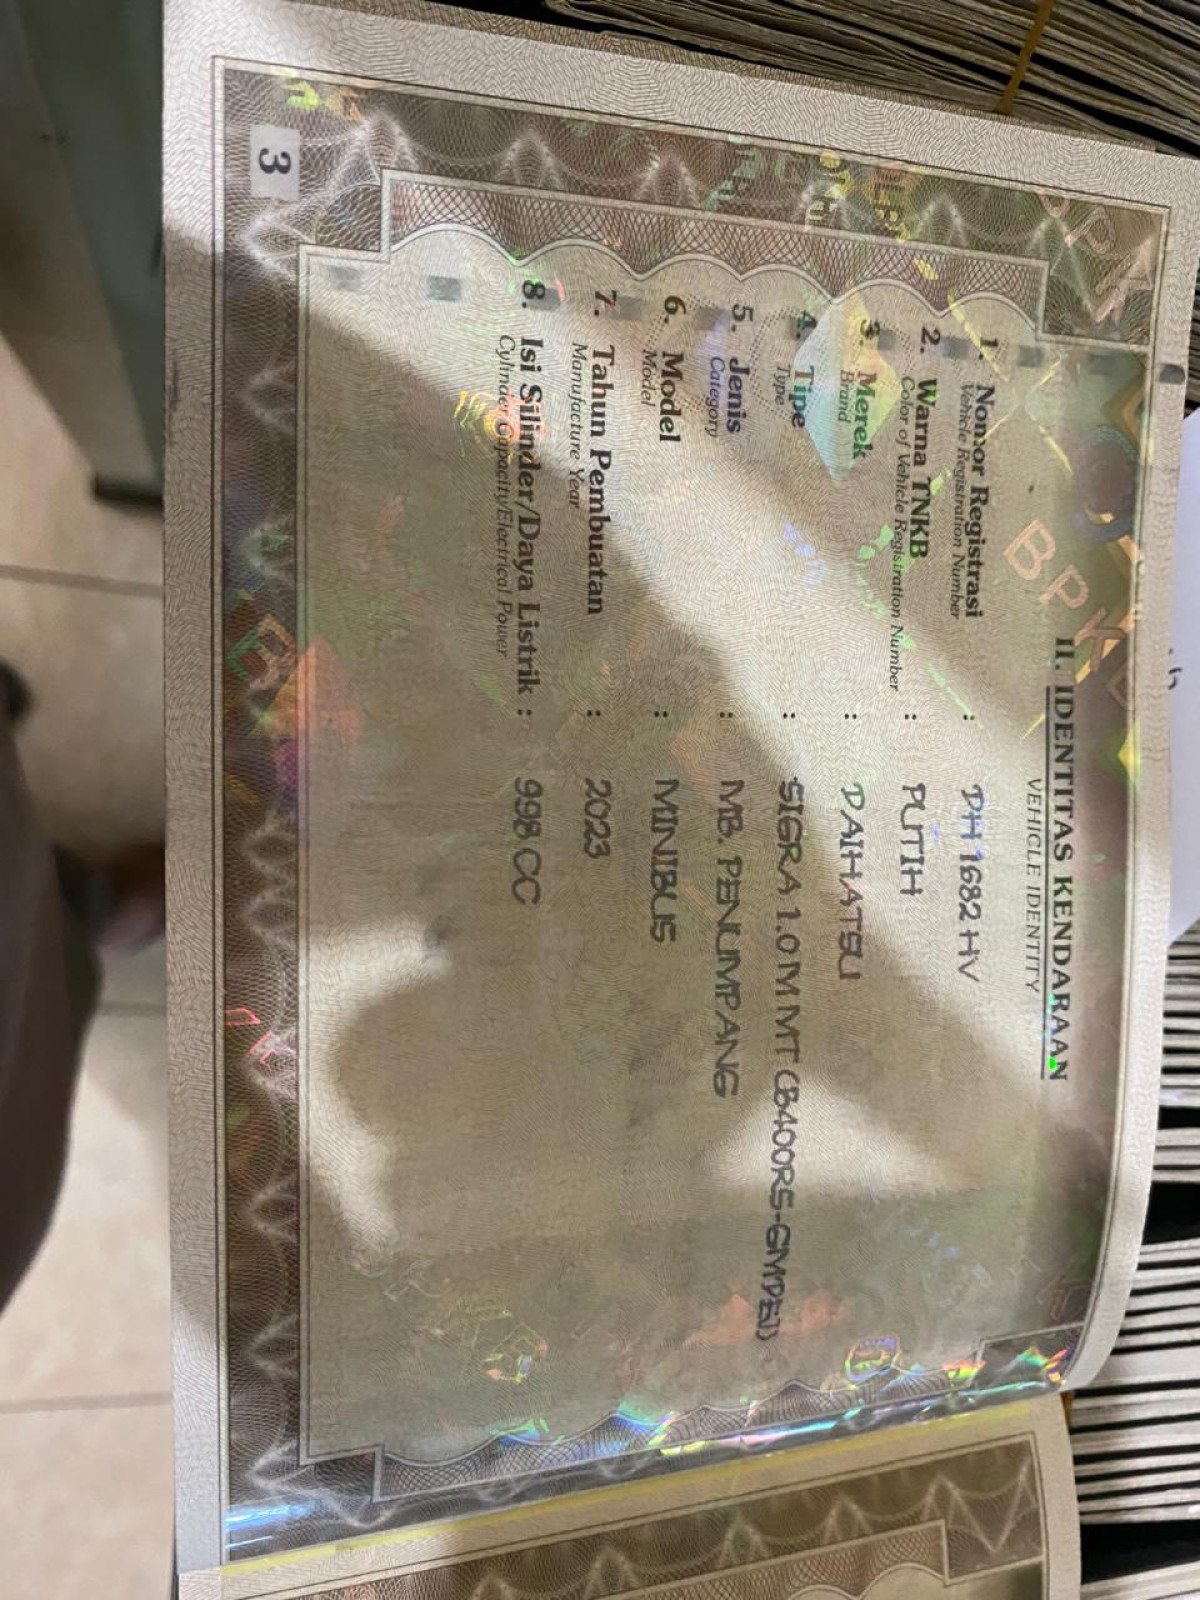 II. IDENTITAS KENDARAAN
VEHICLE IDENTITY
1. Nomor Registrasi : DH 1682 HV
Vehicle Registration Number
2. Warna TNKB : PUTIH
Color of Vehicle Registration Number
3. Merek : DAIHATSU
Brand
4. Tipe : SIGRA 1.0 M MT (B400RS-GMDEJ)
Type
5. Jenis : MB. PENUMPANG
Category
6. Model : MINIBUS
Model
7. Tahun Pembuatan : 2023
Manufacture Year
8. Isi Silinder/Daya Listrik : 998 CC
Cylinder Capacity/Electrical Power
3
BPKB